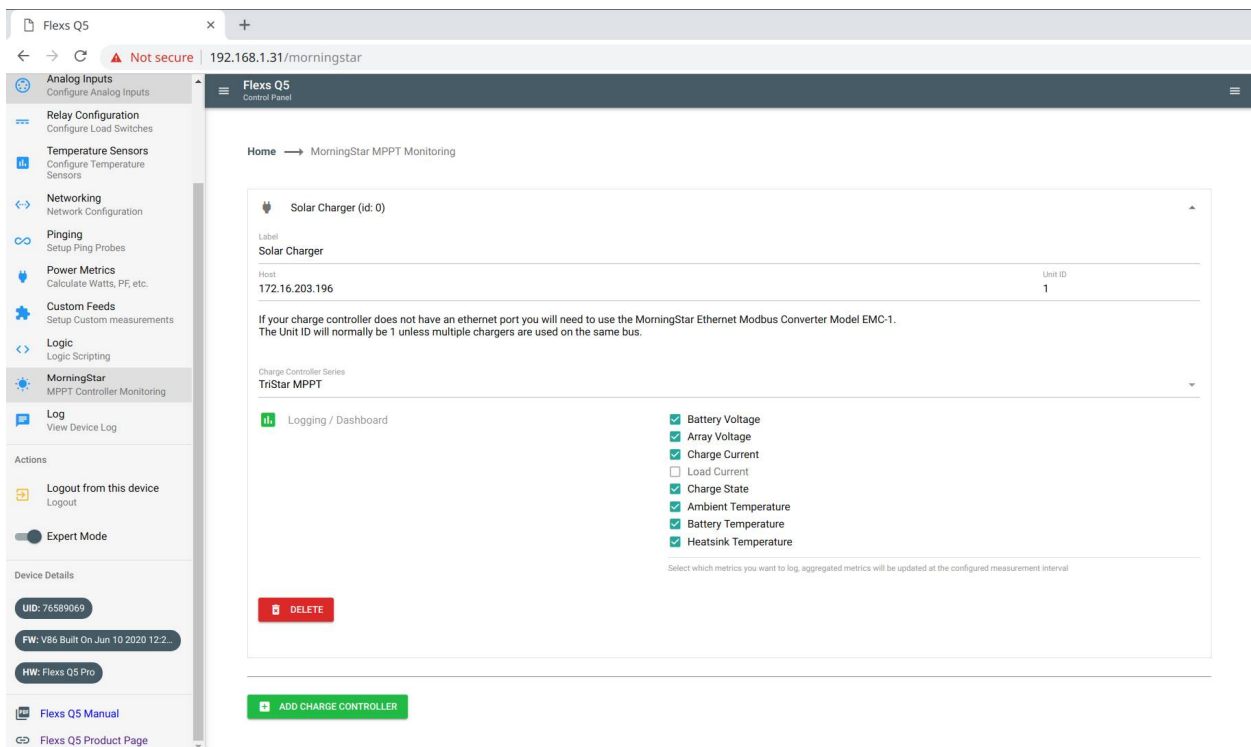 Flexs Q5
Not secure
192.168.1.31/morningstar
Analog Inputs
Configure Analog Inputs
Relay Configuration
Configure Load Switches
Temperature Sensors
Configure Temperature
Sensors
Networking
Network Configuration
Pinging
Setup Ping Probes
Power Metrics
Calculate Watts, PF, etc.
Custom Feeds
Setup Custom measurements
Logic
Logic Scripting
MorningStar
MPPT Controller Monitoring
Log
View Device Log
Actions
Logout from this device
Logout
Expert Mode
Device Details
UID: 76589069
FW: V86 Built On Jun 10 2020 12:2...
HW: Flexs Q5 Pro
PDF
Flexs Q5 Manual
Flexs Q5 Product Page
Flexs Q5
Control Panel
Home → MorningStar MPPT Monitoring
Solar Charger (id: 0)
Label
Solar Charger
Host
172.16.203.196
Unit ID
1
If your charge controller does not have an ethernet port you will need to use the MorningStar Ethernet Modbus Converter Model EMC-1.
The Unit ID will normally be 1 unless multiple chargers are used on the same bus.
Charge Controller Series
TriStar MPPT
Logging / Dashboard
Battery Voltage
Array Voltage
Charge Current
Load Current
Charge State
Ambient Temperature
Battery Temperature
Heatsink Temperature
Select which metrics you want to log, aggregated metrics will be updated at the configured measurement interval
DELETE
ADD CHARGE CONTROLLER